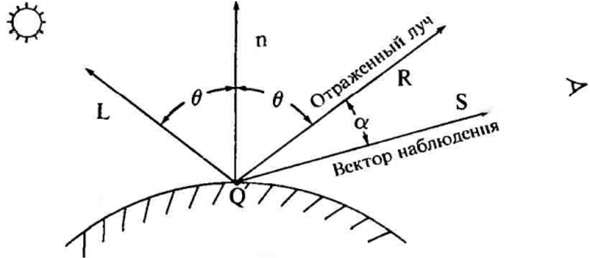 n
Отраженный луч
θ
θ
R
L
S
α
Вектор наблюдения
Q